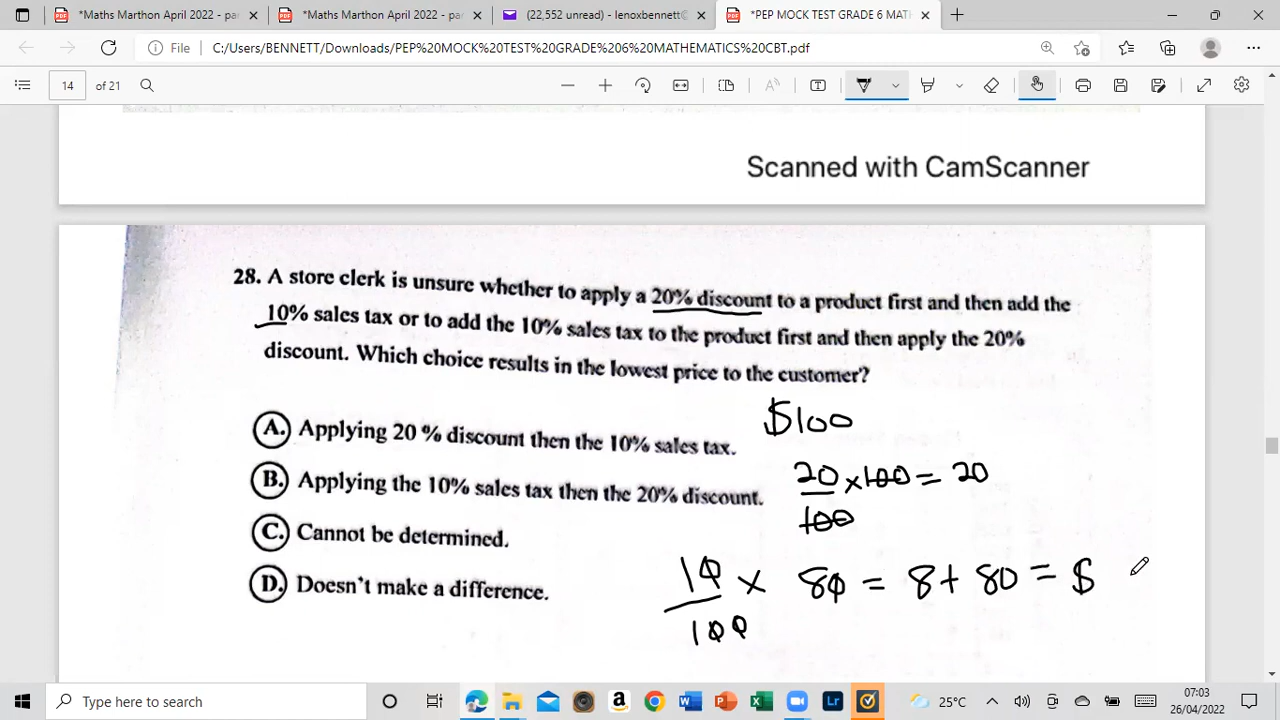 *Maths Martohn April 2022 - pa
*Maths Martohn April 2022 - pa
(22,552 unread) - lenoxbennett@
*PEP MOCK TEST GRADE 6 MATH
File
C:/Users/BENNETT/Downloads/PEP%20MOCK%20TEST%20GRADE%206%20MATHEMATICS%20CBT.pdf
14 of 21
Scanned with CamScanner
28. A store clerk is unsure whether to apply a 20% discount to a product first and then add the
10% sales tax or to add the 10% sales tax to the product first and then apply the 20%
discount. Which choice results in the lowest price to the customer?
A. Applying 20 % discount then the 10% sales tax.
B. Applying the 10% sales tax then the 20% discount.
C. Cannot be determined.
D. Doesn't make a difference.
$100
20 x 100 = 20
100
10 x 80 = 8 + 80 = $
100
Type here to search
25°C
07:03
26/04/2022